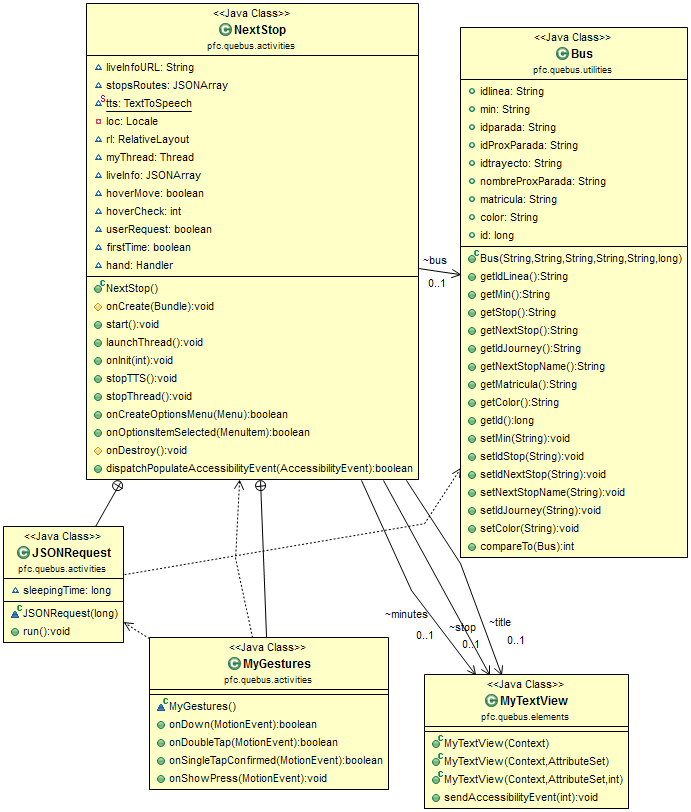 <<Java Class>>
NextStop
pfc.quebus.activities
liveInfoURL: String
stopsRoutes: JSONArray
tts: TextToSpeech
loc: Locale
rl: RelativeLayout
myThread: Thread
liveInfo: JSONArray
hoverMove: boolean
hoverCheck: int
userRequest: boolean
firstTime: boolean
hand: Handler
NextStop()
onCreate(Bundle):void
start():void
launchThread():void
onInit(int):void
stopTTS():void
stopThread():void
onCreateOptionsMenu(Menu):boolean
onOptionsItemSelected(MenuItem):boolean
onDestroy():void
dispatchPopulateAccessibilityEvent(AccessibilityEvent):boolean
~bus
0..1
<<Java Class>>
Bus
pfc.quebus.utilities
idlinea: String
min: String
idparada: String
idProxParada: String
idtrayecto: String
nombreProxParada: String
matricula: String
color: String
id: long
Bus(String,String,String,String,String,long)
getIdLinea():String
getMin():String
getStop():String
getNextStop():String
getIdJourney():String
getNextStopName():String
getMatricula():String
getColor():String
getId():long
setMin(String):void
setIdStop(String):void
setIdNextStop(String):void
setNextStopName(String):void
setIdJourney(String):void
setColor(String):void
compareTo(Bus):int
<<Java Class>>
JSONRequest
pfc.quebus.activities
sleepingTime: long
JSONRequest(long)
run():void
~minutes
0..1
~stop
0..1
~title
0..1
<<Java Class>>
MyGestures
pfc.quebus.activities
MyGestures()
onDown(MotionEvent):boolean
onDoubleTap(MotionEvent):boolean
onSingleTapConfirmed(MotionEvent):boolean
onShowPress(MotionEvent):void
<<Java Class>>
MyTextView
pfc.quebus.elements
MyTextView(Context)
MyTextView(Context,AttributeSet)
MyTextView(Context,AttributeSet,int)
sendAccessibilityEvent(int):void